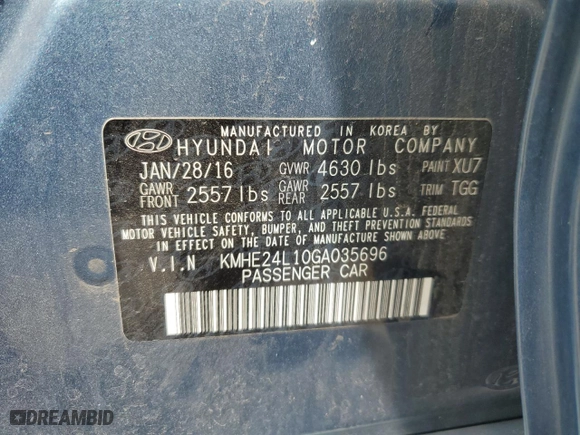 MANUFACTURED IN KOREA BY
HYUNDAI MOTOR COMPANY
JAN/28/16 GVWR 4630 lbs PAINT XU7
GAWR FRONT 2557 lbs GAWR REAR 2557 lbs TRIM TGG
THIS VEHICLE CONFORMS TO ALL APPLICABLE U.S.A. FEDERAL
MOTOR VEHICLE SAFETY, BUMPER, AND THEFT PREVENTION STANDARDS
IN EFFECT ON THE DATE OF MANUFACTURE SHOWN ABOVE.
V.I.N KMHE24L10GA035696
PASSENGER CAR
DREAMBID